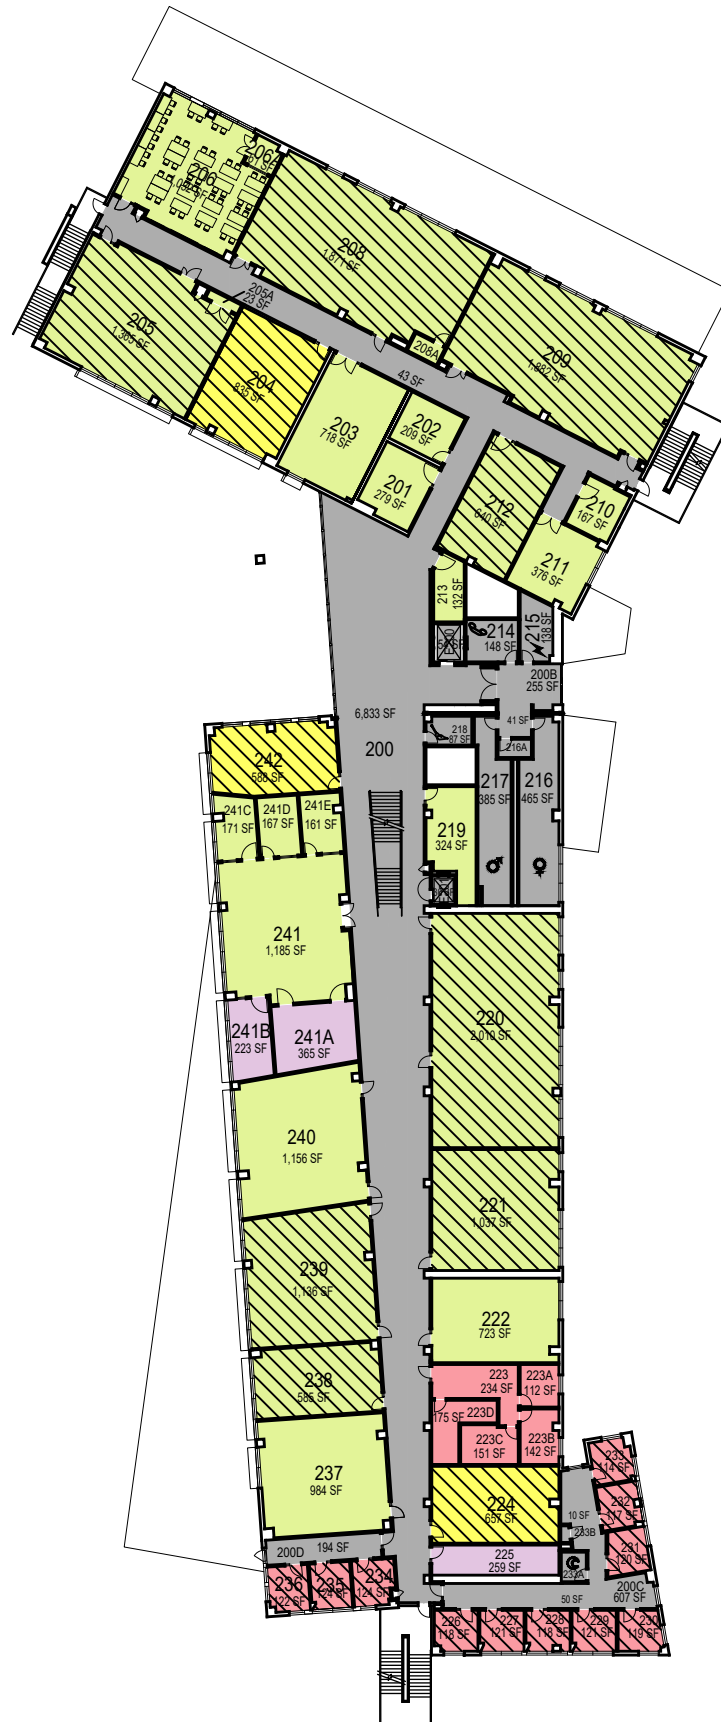 206A
51 SF
206
208
1,871 SF
205A
23 SF
205
1,365 SF
204
835 SF
208A
209
1,882 SF
43 SF
203
718 SF
202
209 SF
201
279 SF
212
640 SF
210
167 SF
211
376 SF
213
132 SF
214
148 SF
215
138 SF
200B
255 SF
6,833 SF
200
41 SF
218
87 SF
216A
217
385 SF
216
465 SF
242
588 SF
241C
171 SF
241D
167 SF
241E
161 SF
219
324 SF
241
1,185 SF
220
2,010 SF
241B
223 SF
241A
365 SF
240
1,156 SF
221
1,037 SF
239
1,136 SF
222
723 SF
238
585 SF
223
234 SF
223A
112 SF
223D
175 SF
223C
151 SF
223B
142 SF
237
984 SF
224
657 SF
233
114 SF
232
117 SF
10 SF
233B
231
120 SF
225
259 SF
233A
200D
194 SF
236
122 SF
235
124 SF
234
124 SF
200C
607 SF
50 SF
226
118 SF
227
121 SF
228
118 SF
229
121 SF
230
119 SF